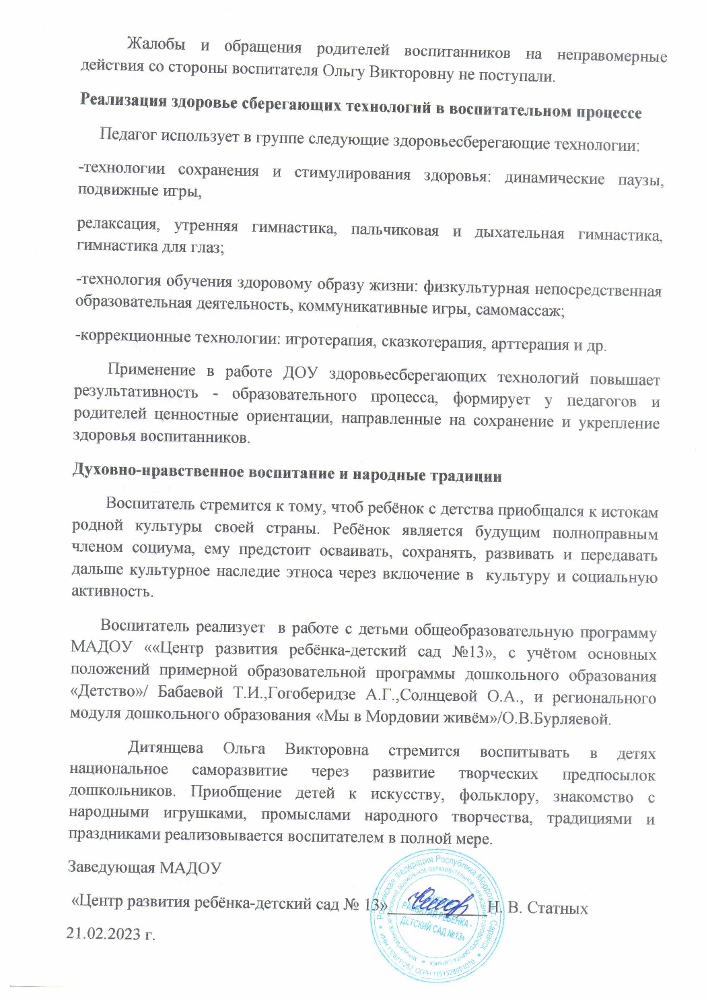 Жалобы и обращения родителей воспитанников на неправомерные
действия со стороны воспитателя Ольгу Викторовну не поступали.
Реализация здоровье сберегающих технологий в воспитательном процессе
Педагог использует в группе следующие здоровьесберегающие технологии:
-технологии сохранения и стимулирования здоровья: динамические паузы,
подвижные игры,
релаксация, утренняя гимнастика, пальчиковая и дыхательная гимнастика,
гимнастика для глаз;
-технология обучения здоровому образу жизни: физкультурная непосредственная
образовательная деятельность, коммуникативные игры, самомассаж;
-коррекционные технологии: игротерапия, сказкотерапия, арттерапия и др.
Применение в работе ДОУ здоровьесберегающих технологий повышает
результативность - образовательного процесса, формирует у педагогов и
родителей ценностные ориентации, направленные на сохранение и укрепление
здоровья воспитанников.
Духовно-нравственное воспитание и народные традиции
Воспитатель стремится к тому, чтоб ребёнок с детства приобщался к истокам
родной культуры своей страны. Ребёнок является будущим полноправным
членом социума, ему предстоит осваивать, сохранять, развивать и передавать
дальше культурное наследие этноса через включение в культуру и социальную
активность.
Воспитатель реализует в работе с детьми общеобразовательную программу
МАДОУ ««Центр развития ребёнка-детский сад №13», с учётом основных
положений примерной образовательной программы дошкольного образования
«Детство»/ Бабаевой Т.И.,Гогоберидзе А.Г.,Солнцевой О.А., и регионального
модуля дошкольного образования «Мы в Мордовии живём»/О.В.Бурляевой.
Дитянцева Ольга Викторовна стремится воспитывать в детях
национальное саморазвитие через развитие творческих предпосылок
дошкольников. Приобщение детей к искусству, фольклору, знакомство с
народными игрушками, промыслами народного творчества, традициями и
праздниками реализовывается воспитателем в полной мере.
Заведующая МАДОУ
«Центр развития ребёнка-детский сад № 13»____________Н. В. Статных
21.02.2023 г.
Российская Федерация Республика Мордовия г. Саранск
РАЗВИТИЯ РЕБЕНКА -
ДЕТСКИЙ САД №13»
ОГРН 1151328001010